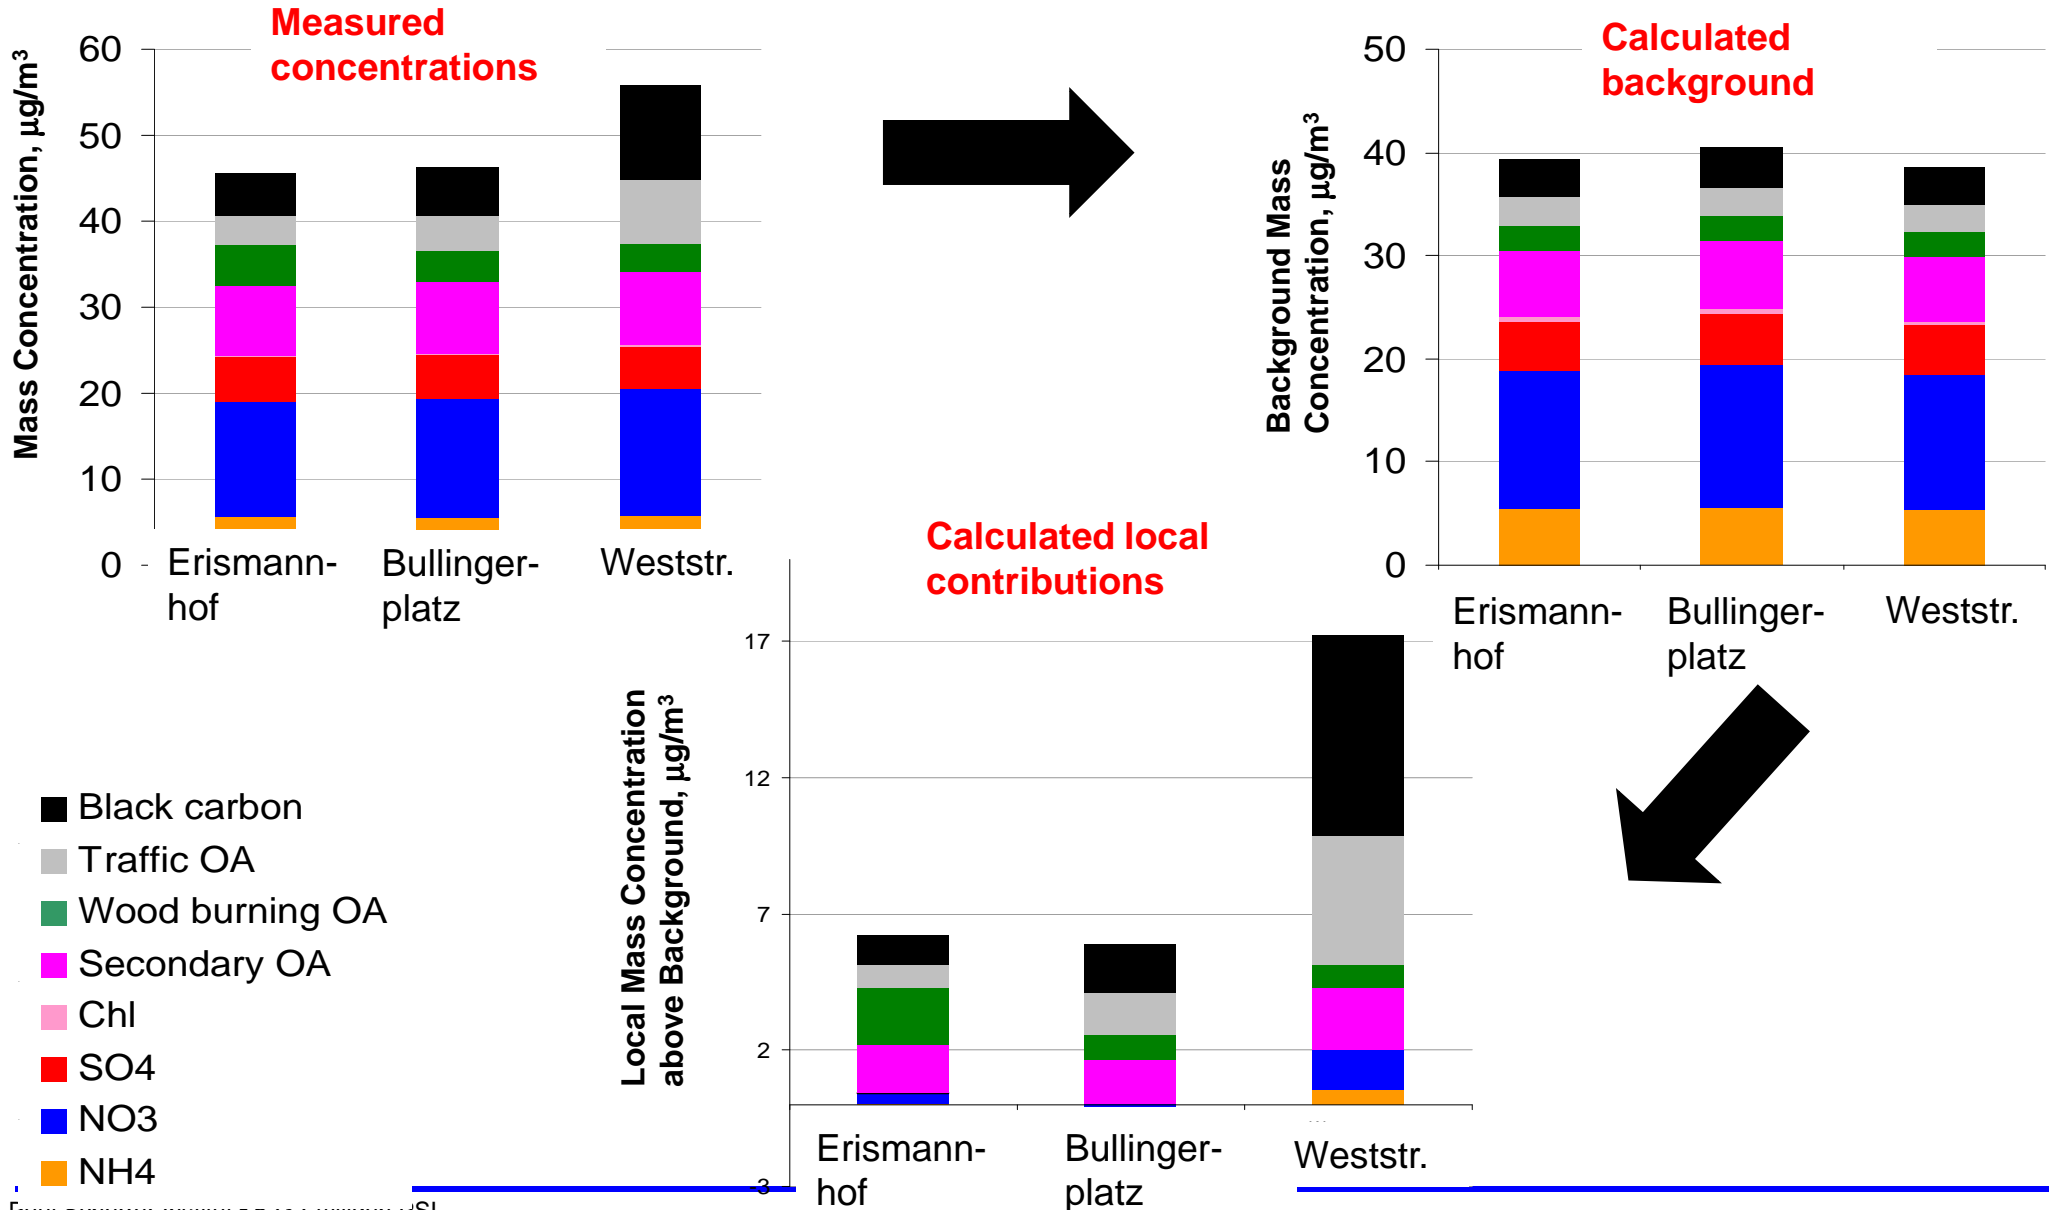 Measured
concentrations
Mass Concentration, µg/m³
60
50
40
30
20
10
0
Erismann-
hof
Bullinger-
platz
Weststr.
Calculated
background
Background Mass
Concentration, µg/m³
50
40
30
20
10
0
Erismann-
hof
Bullinger-
platz
Weststr.
Calculated local
contributions
Local Mass Concentration
above Background, µg/m³
17
12
7
2
-3
Erismann-
hof
Bullinger-
platz
Weststr.
...
Black carbon
Traffic OA
Wood burning OA
Secondary OA
Chl
SO4
NO3
NH4